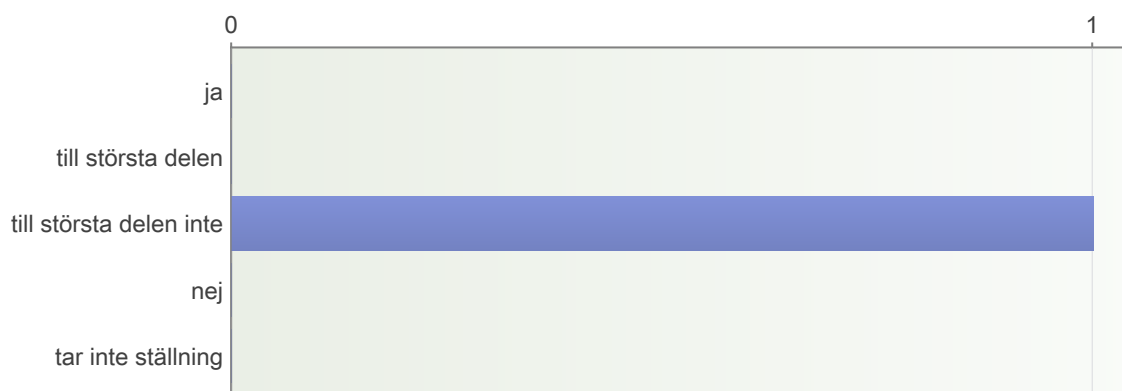 0 1
ja
till största delen
till största delen inte
nej
tar inte ställning